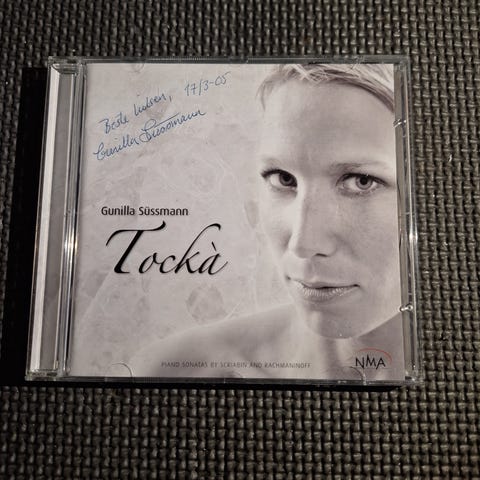 Beste hilsen, 17/3-05
Gunilla Süssmann
Gunilla Süssmann
Tockà
PIANO SONATAS BY SCRIABIN AND RACHMANINOFF
NMA